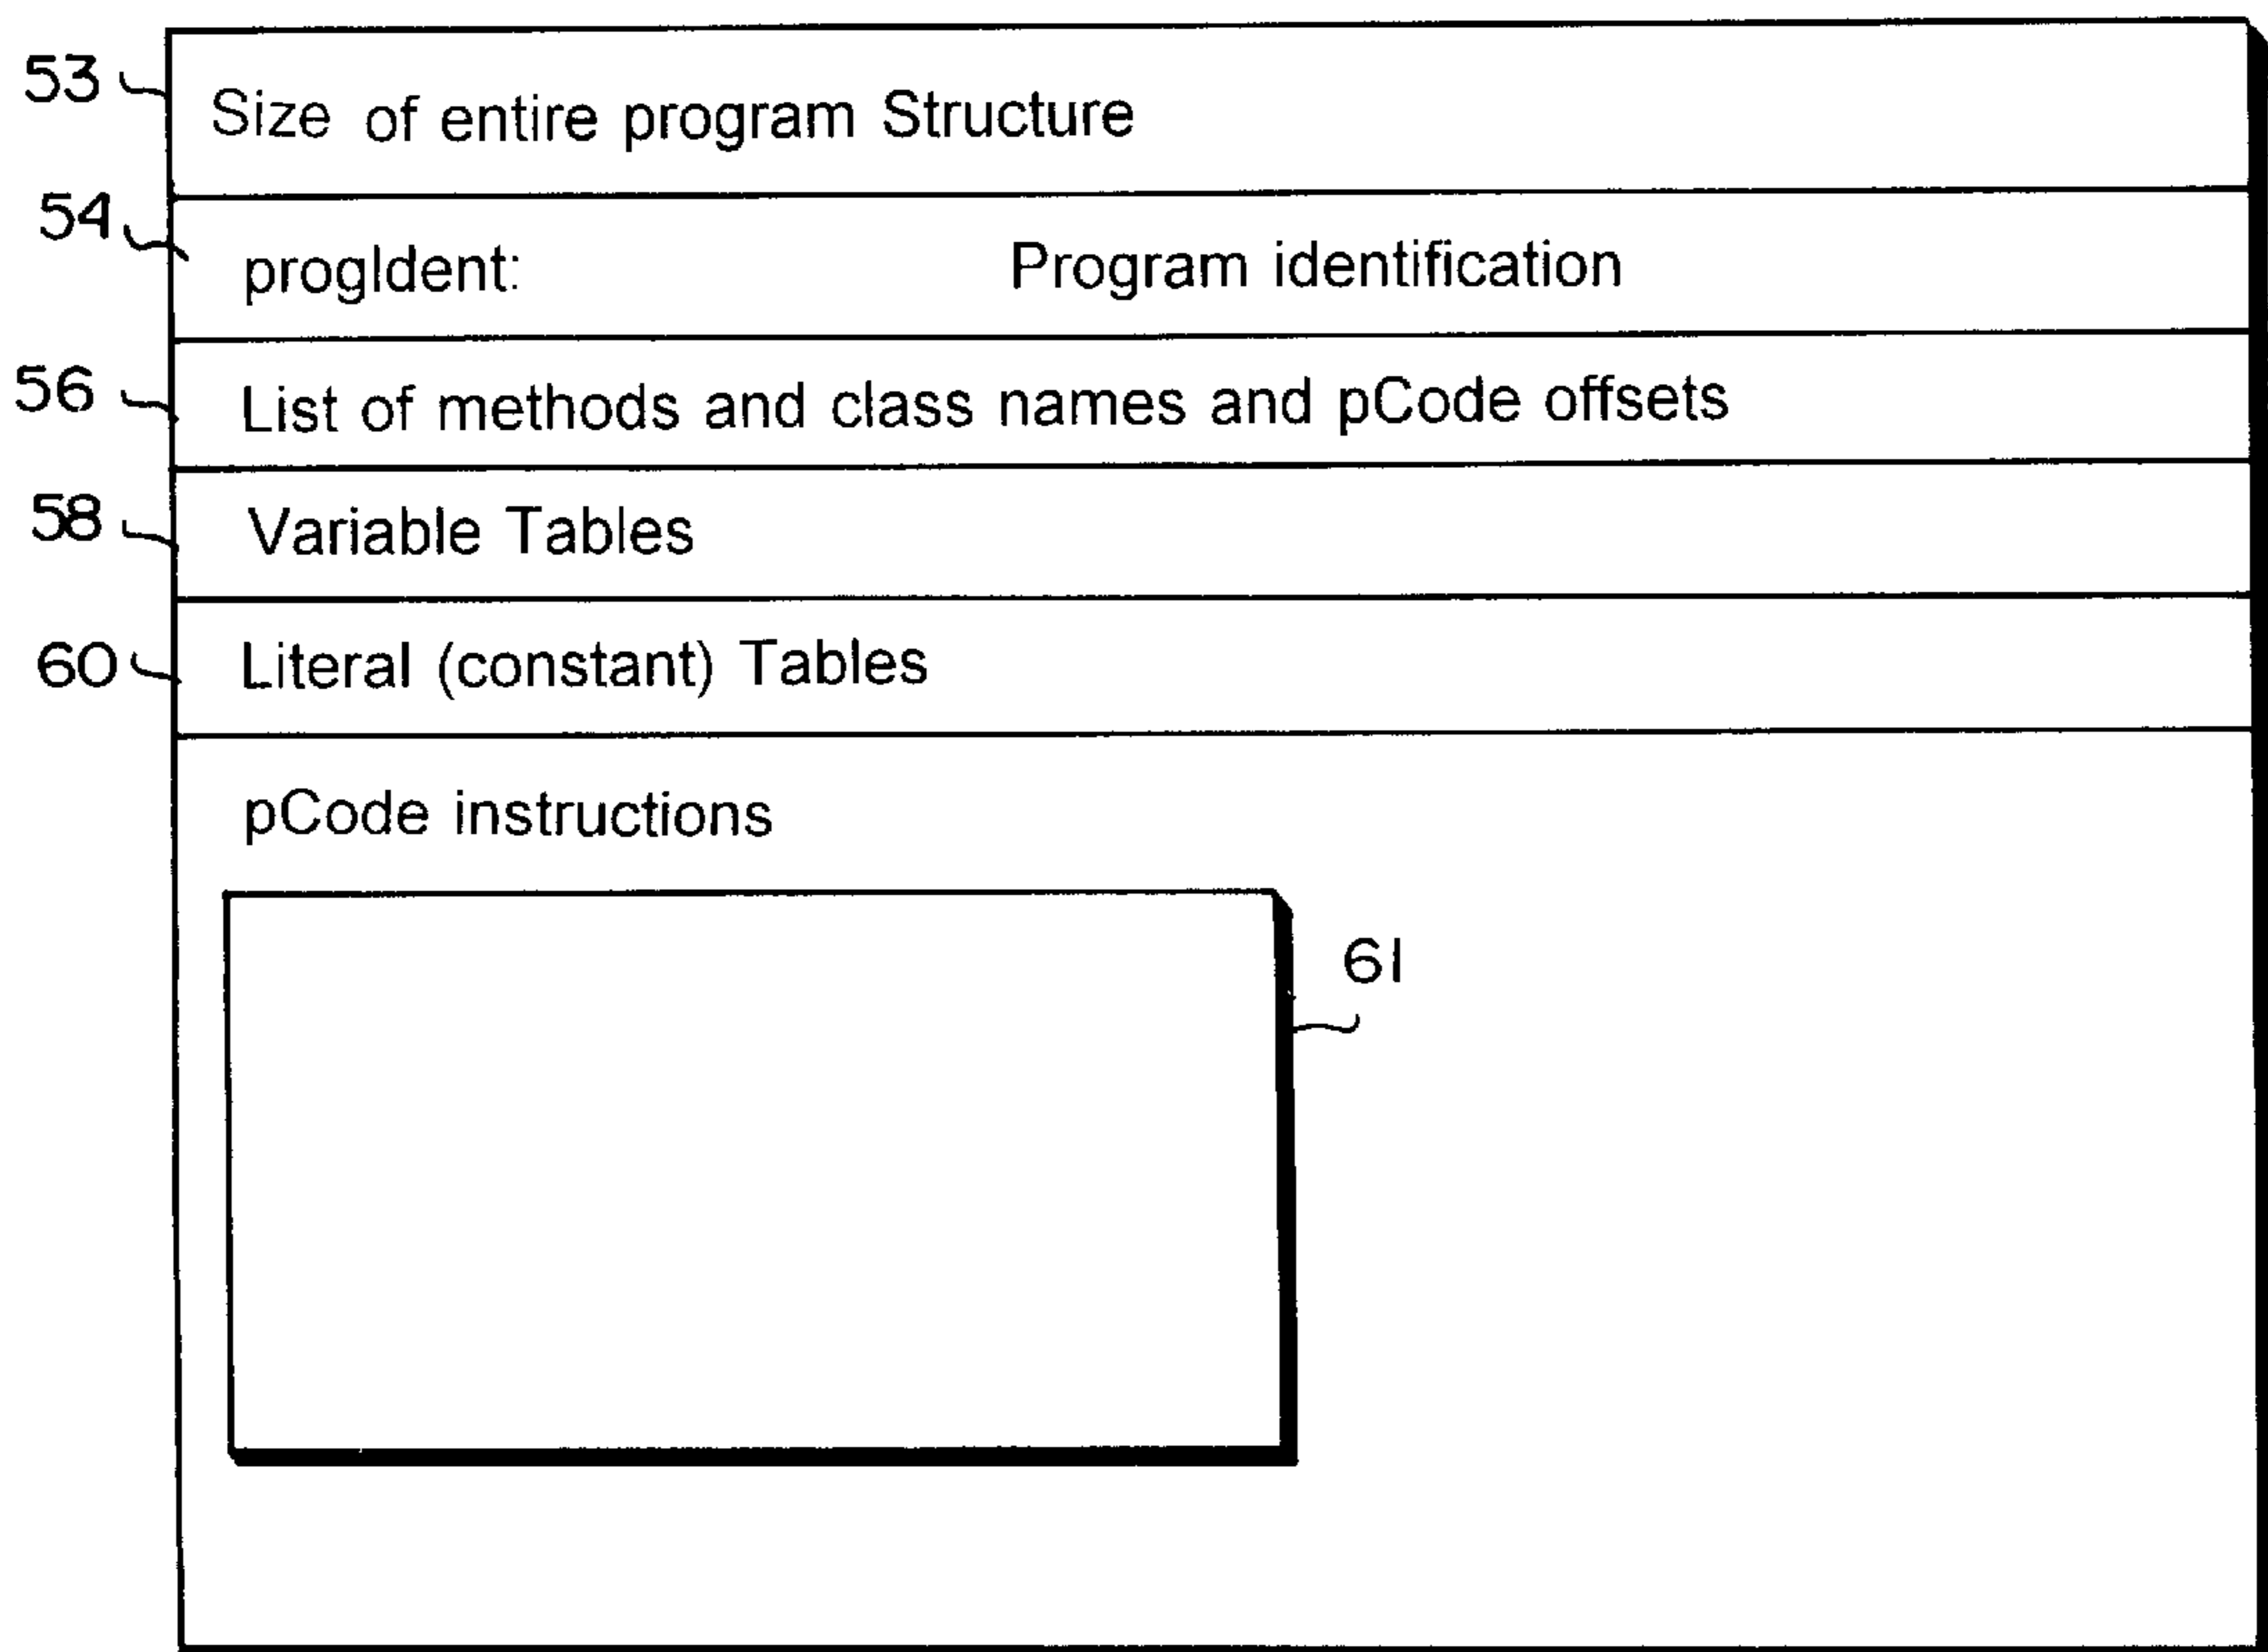 53 Size of entire program Structure
54 progIdent: Program identification
56 List of methods and class names and pCode offsets
58 Variable Tables
60 Literal (constant) Tables
pCode instructions
61